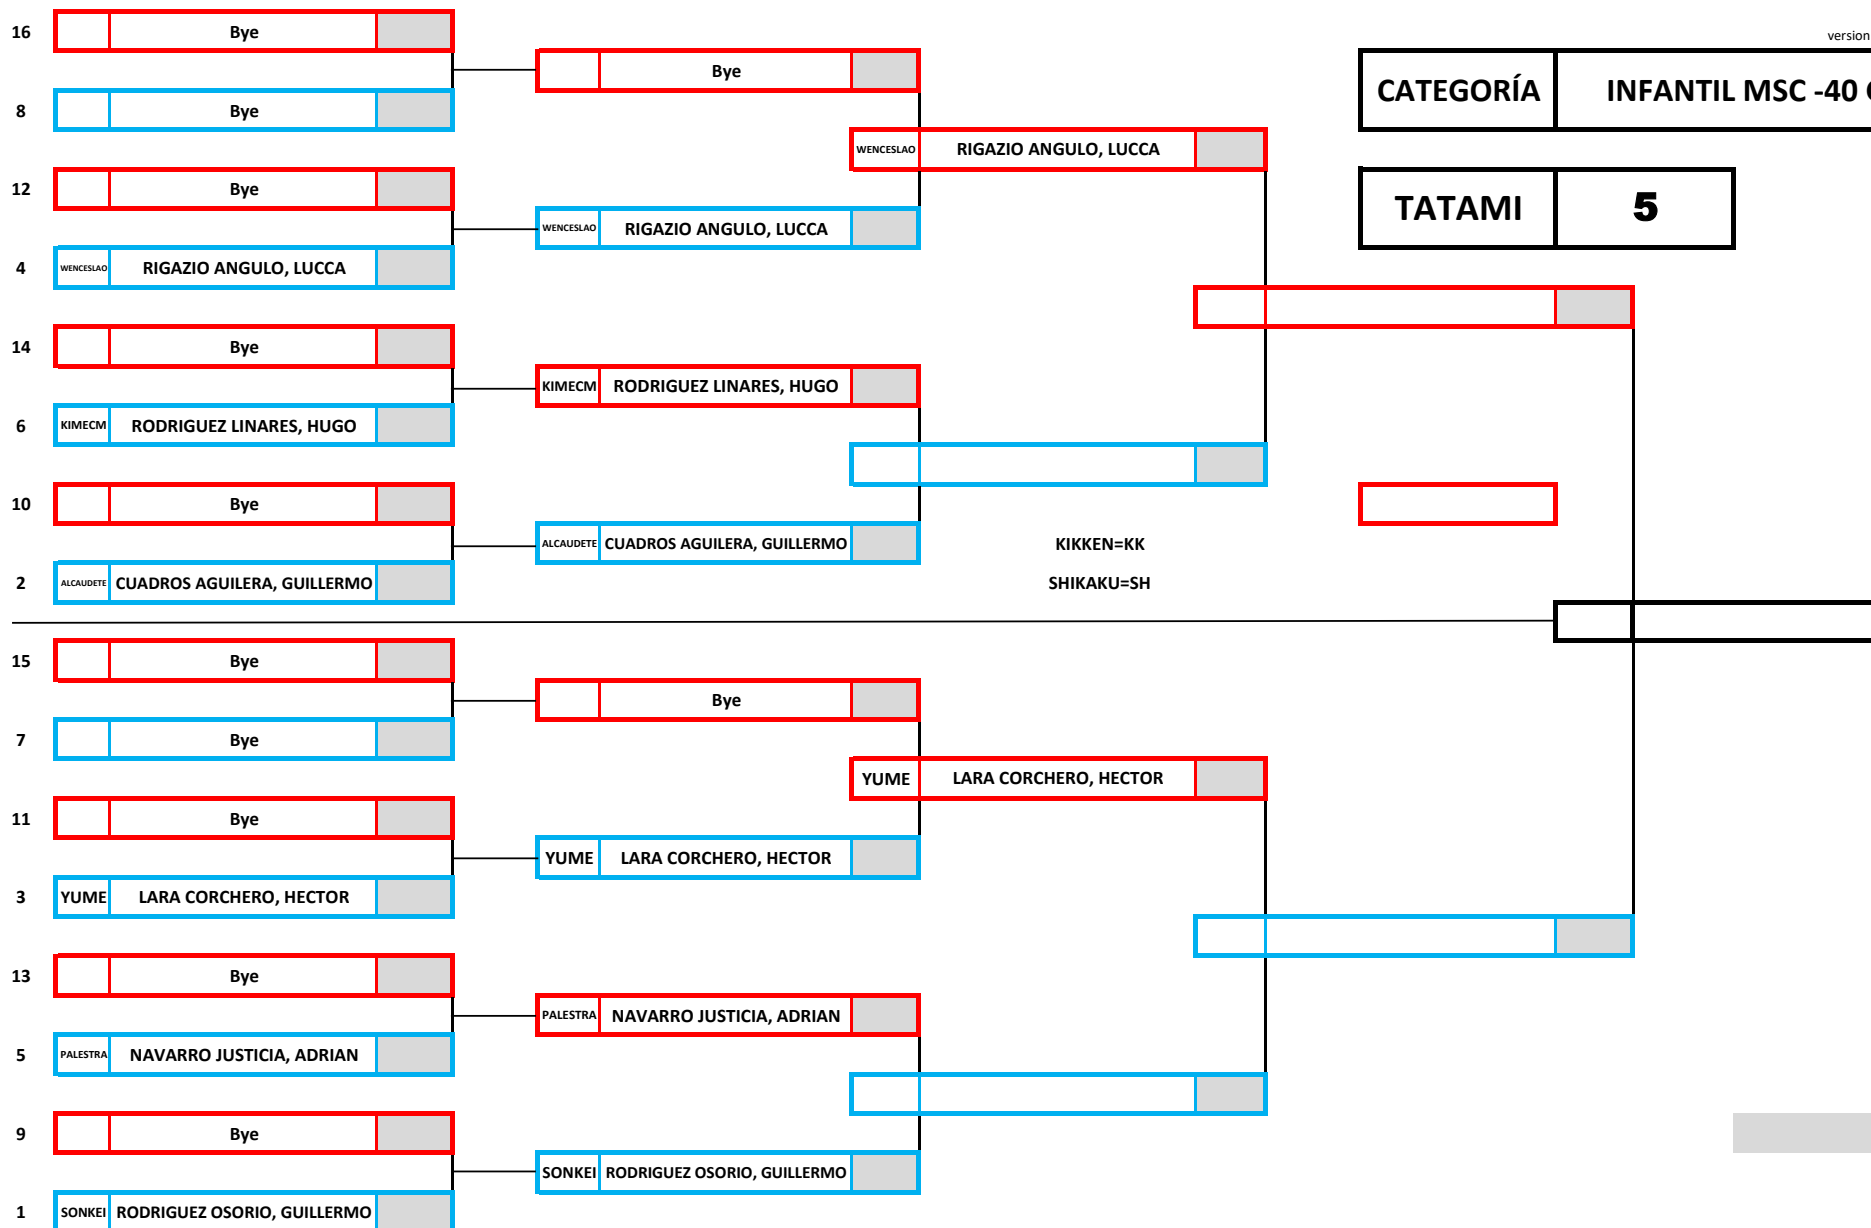 version
16 Bye
Bye
CATEGORÍA INFANTIL MSC -40
8 Bye
WENCESLAO RIGAZIO ANGULO, LUCCA
12 Bye
TATAMI 5
WENCESLAO RIGAZIO ANGULO, LUCCA
4 WENCESLAO RIGAZIO ANGULO, LUCCA
14 Bye
KIMECM RODRIGUEZ LINARES, HUGO
6 KIMECM RODRIGUEZ LINARES, HUGO
10 Bye
ALCAUDETE CUADROS AGUILERA, GUILLERMO
KIKKEN=KK
2 ALCAUDETE CUADROS AGUILERA, GUILLERMO
SHIKAKU=SH
15 Bye
Bye
7 Bye
YUME LARA CORCHERO, HECTOR
11 Bye
YUME LARA CORCHERO, HECTOR
3 YUME LARA CORCHERO, HECTOR
13 Bye
PALESTRA NAVARRO JUSTICIA, ADRIAN
5 PALESTRA NAVARRO JUSTICIA, ADRIAN
9 Bye
SONKEI RODRIGUEZ OSORIO, GUILLERMO
1 SONKEI RODRIGUEZ OSORIO, GUILLERMO